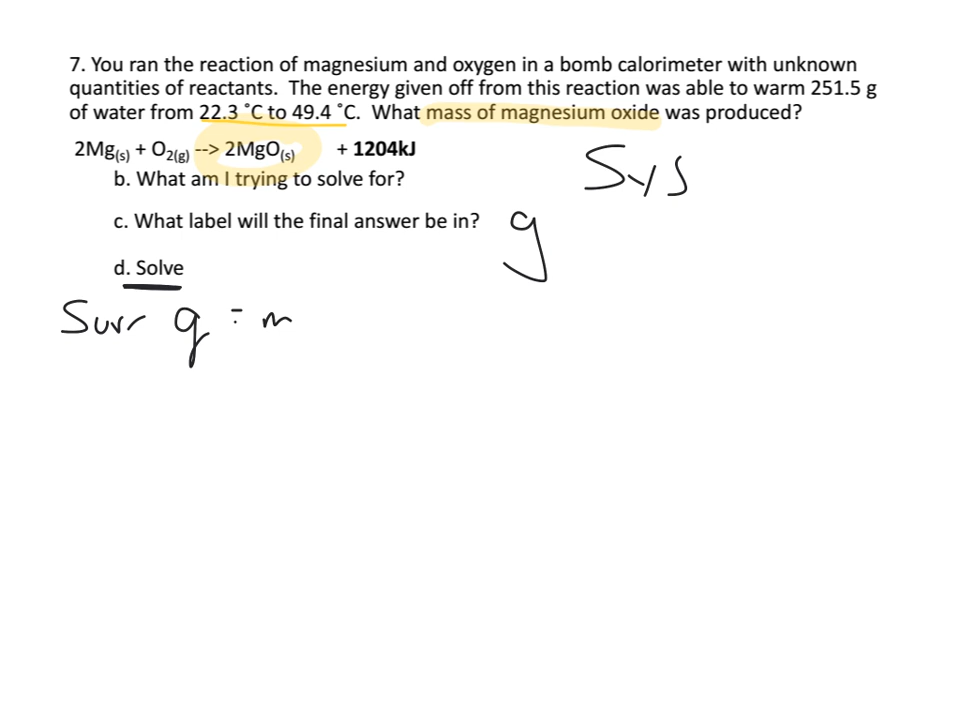 7. You ran the reaction of magnesium and oxygen in a bomb calorimeter with unknown
quantities of reactants. The energy given off from this reaction was able to warm 251.5 g
of water from 22.3 ˚C to 49.4 ˚C. What mass of magnesium oxide was produced?
2Mg(s) + O2(g) --> 2MgO(s) + 1204kJ
b. What am I trying to solve for?
Sys
c. What label will the final answer be in? g
d. Solve
Surr q = m